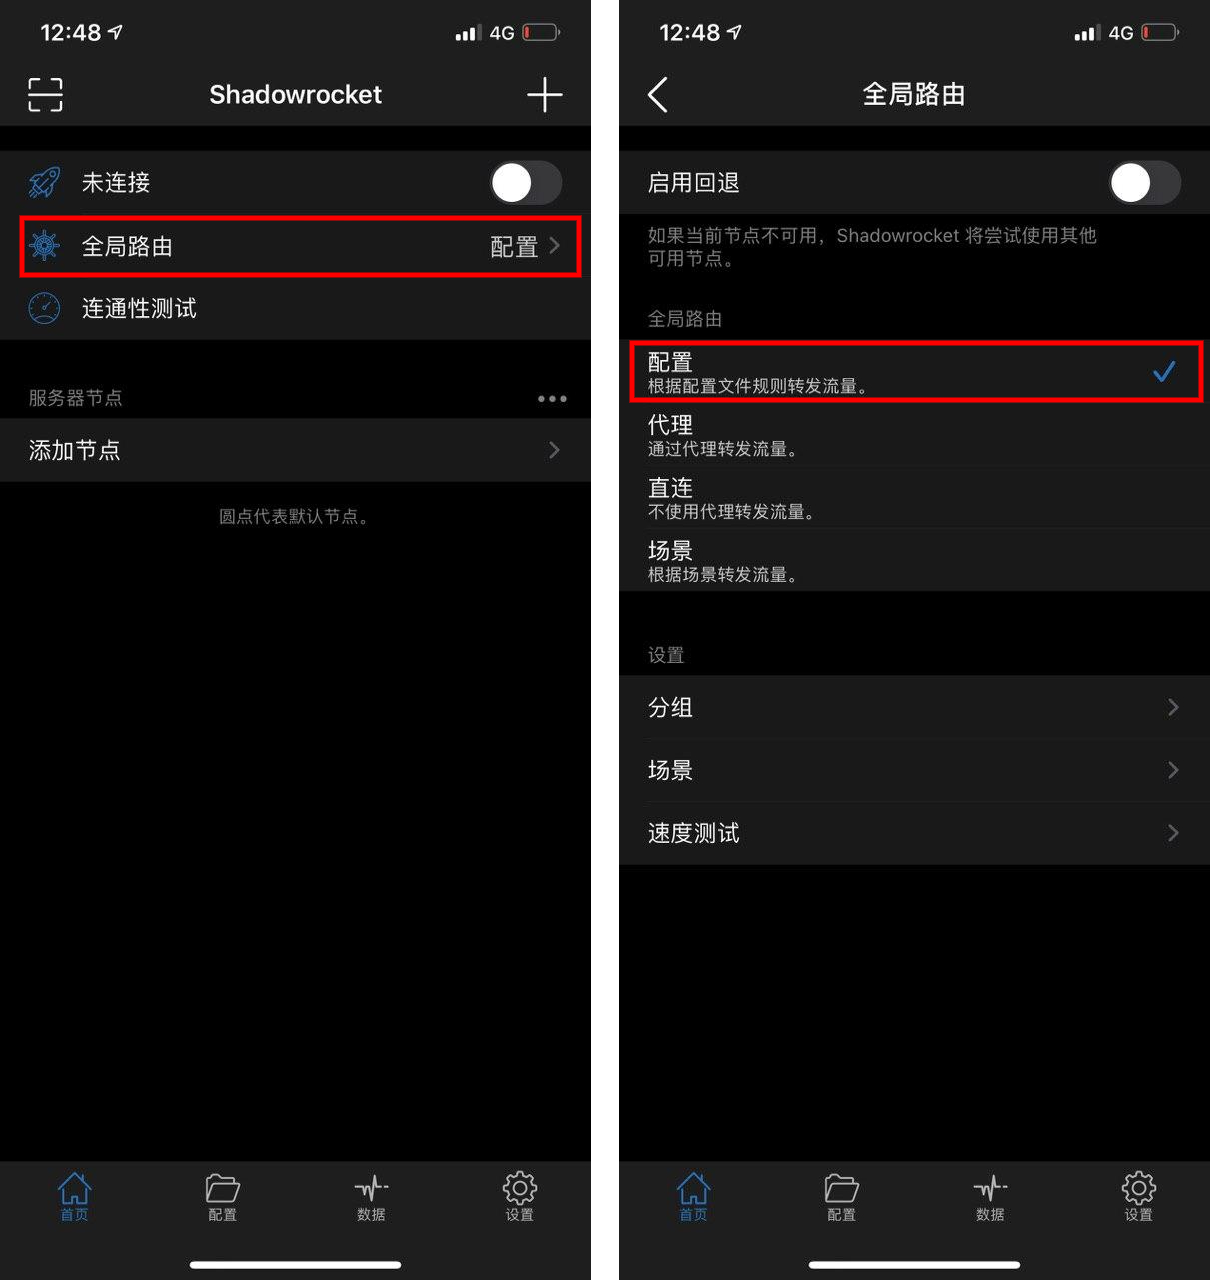 12:48
4G
Shadowrocket
未连接
全局路由
配置
连通性测试
服务器节点
添加节点
圆点代表默认节点。
首页
配置
数据
设置
12:48
4G
全局路由
启用回退
如果当前节点不可用，Shadowrocket 将尝试使用其他
可用节点。
全局路由
配置
根据配置文件规则转发流量。
代理
通过代理转发流量。
直连
不使用代理转发流量。
场景
根据场景转发流量。
设置
分组
场景
速度测试
首页
配置
数据
设置